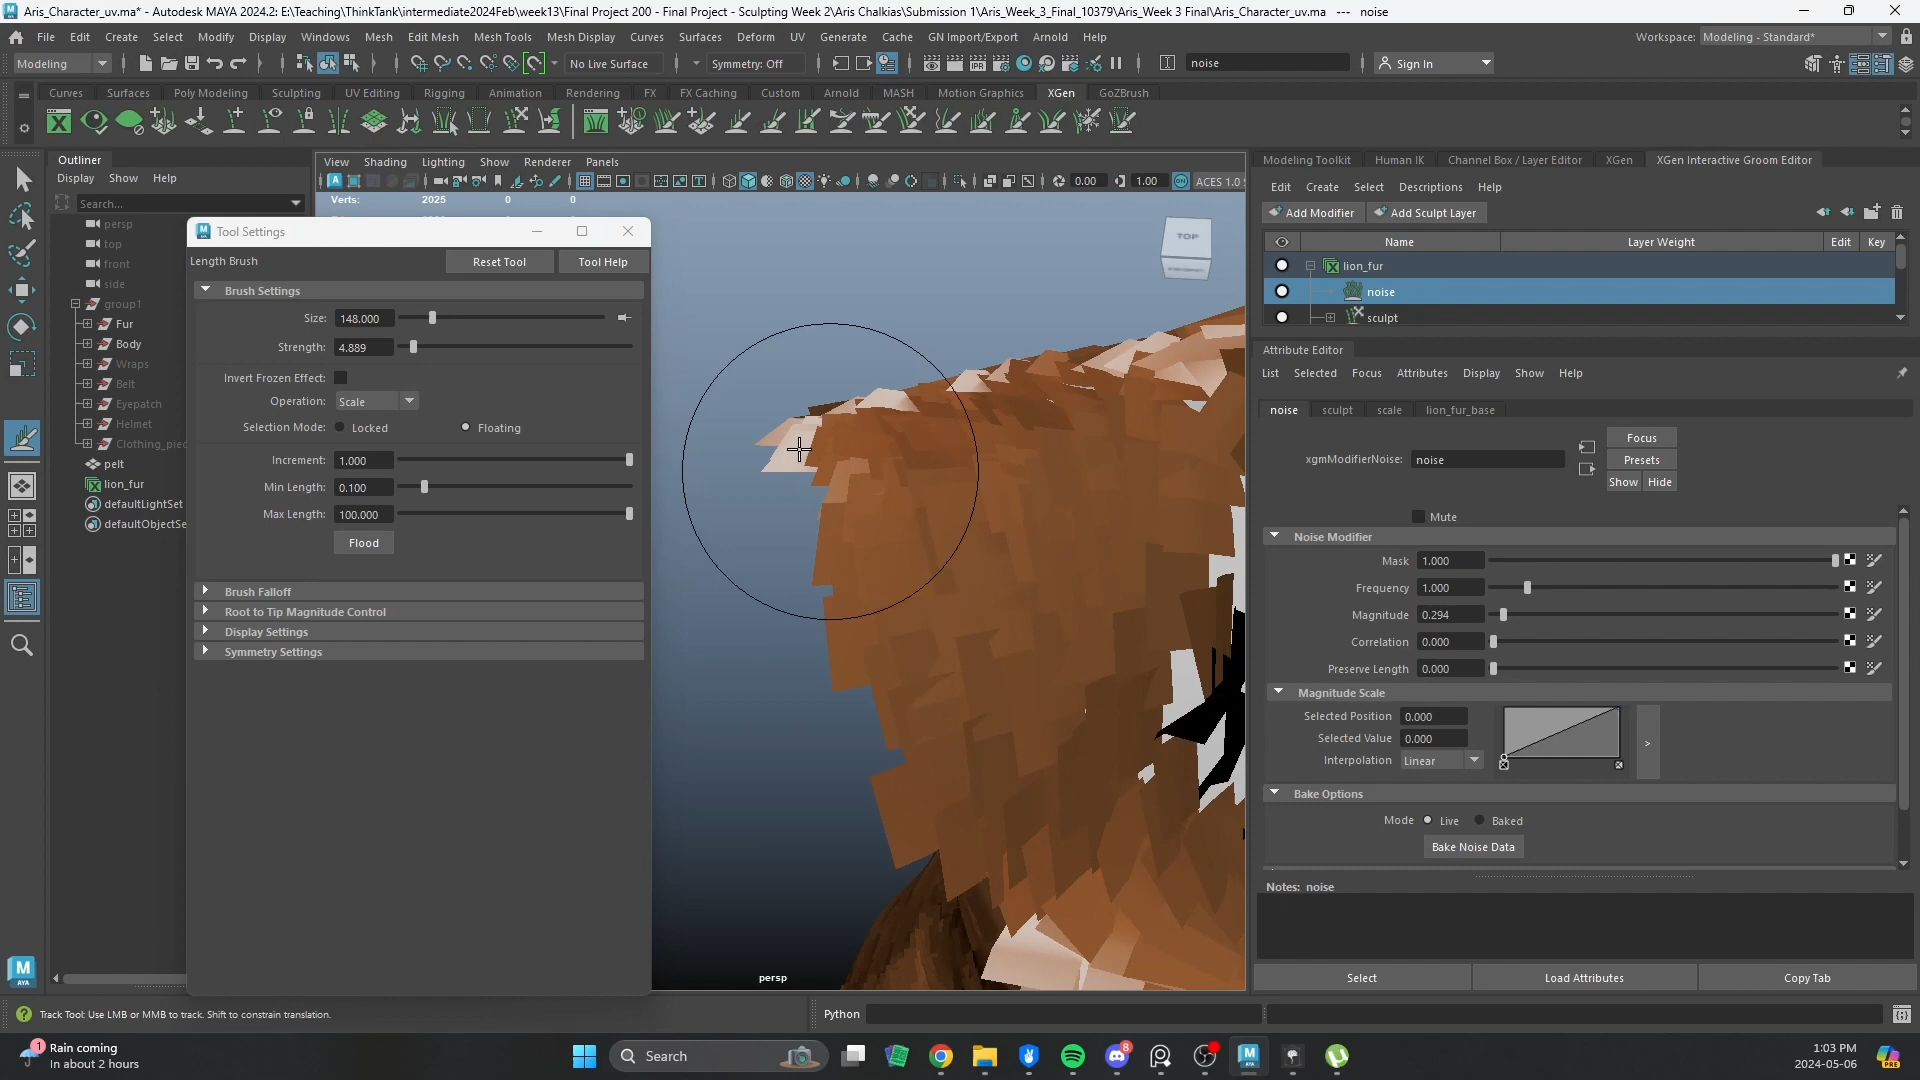 Aris_Character_uv.ma* - Autodesk MAYA 2024.2: E:\Teaching\ThinkTank\intermediate2024Feb\week13\Final Project 200 - Final Project - Sculpting Week 2\Aris Chalkias\Submission 1\Aris_Week_3_Final_10379\Aris_Week 3 Final\Aris_Character_uv.ma --- noise
File Edit Create Select Modify Display Windows Mesh Edit Mesh Mesh Tools Mesh Display Curves Surfaces Deform UV Generate Cache GN Import/Export Arnold Help
Workspace: Modeling - Standard*
Modeling
No Live Surface
Symmetry: Off
noise
Sign In
Curves Surfaces Poly Modeling Sculpting UV Editing Rigging Animation Rendering FX FX Caching Custom Arnold MASH Motion Graphics XGen GoZBrush
Outliner
Display Show Help
Search...
persp
top
front
side
group1
Fur
Body
Wraps
Belt
Eyepatch
Helmet
Clothing_piec
pelt
lion_fur
defaultLightSet
defaultObjectSe
Tool Settings
Length Brush
Reset Tool
Tool Help
Brush Settings
Size: 148.000
Strength: 4.889
Invert Frozen Effect:
Operation: Scale
Selection Mode: Locked Floating
Increment: 1.000
Min Length: 0.100
Max Length: 100.000
Flood
Brush Falloff
Root to Tip Magnitude Control
Display Settings
Symmetry Settings
View Shading Lighting Show Renderer Panels
0.00 1.00 ACES 1.0
Verts: 2025 0 0
TOP
persp
Modeling Toolkit Human IK Channel Box / Layer Editor XGen XGen Interactive Groom Editor
Edit Create Select Descriptions Help
Add Modifier Add Sculpt Layer
Name Layer Weight Edit Key
lion_fur
noise
sculpt
Attribute Editor
List Selected Focus Attributes Display Show Help
noise sculpt scale lion_fur_base
xgmModifierNoise: noise
Focus
Presets
Show Hide
Mute
Noise Modifier
Mask 1.000
Frequency 1.000
Magnitude 0.294
Correlation 0.000
Preserve Length 0.000
Magnitude Scale
Selected Position 0.000
Selected Value 0.000
Interpolation Linear
>
Bake Options
Mode Live Baked
Bake Noise Data
Notes: noise
Select Load Attributes Copy Tab
Track Tool: Use LMB or MMB to track. Shift to constrain translation.
Python
1
Rain coming
In about 2 hours
Search
8
1:03 PM
2024-05-06